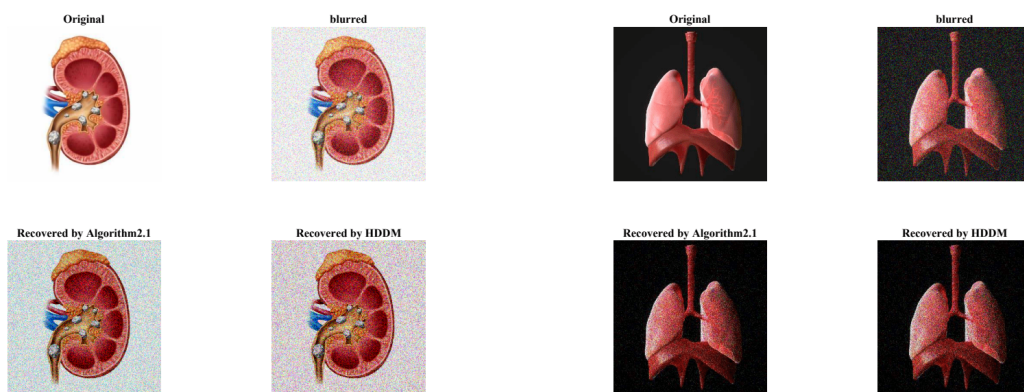 Original
blurred
Original
blurred
Recovered by Algorithm2.1
Recovered by HDDM
Recovered by Algorithm2.1
Recovered by HDDM